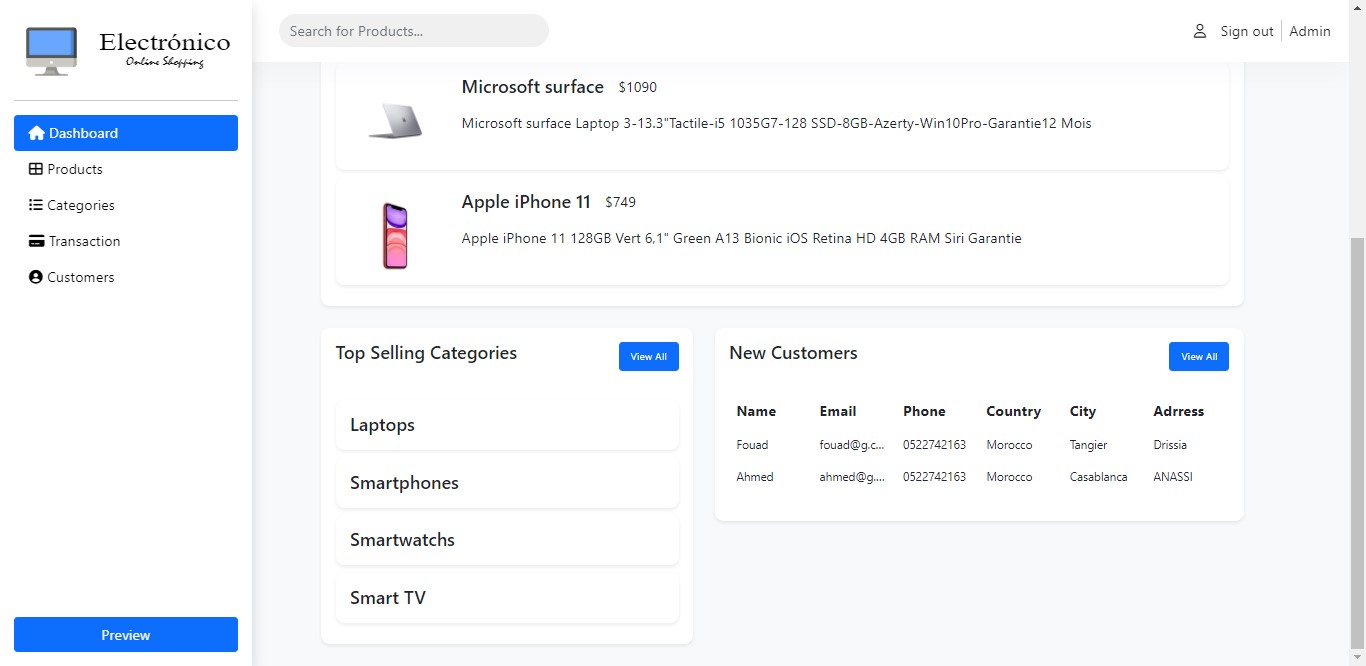 Electrónico
Online Shopping
Dashboard
Products
Categories
Transaction
Customers
Preview
Search for Products...
Sign out
Admin
Microsoft surface $1090
Microsoft surface Laptop 3-13.3"Tactile-i5 1035G7-128 SSD-8GB-Azerty-Win10Pro-Garantie12 Mois
Apple iPhone 11 $749
Apple iPhone 11 128GB Vert 6,1" Green A13 Bionic iOS Retina HD 4GB RAM Siri Garantie
Top Selling Categories View All
Laptops
Smartphones
Smartwatchs
Smart TV
New Customers View All
Name Email Phone Country City Adrress
Fouad fouad@g.c... 0522742163 Morocco Tangier Drissia
Ahmed ahmed@g.... 0522742163 Morocco Casablanca ANASSI